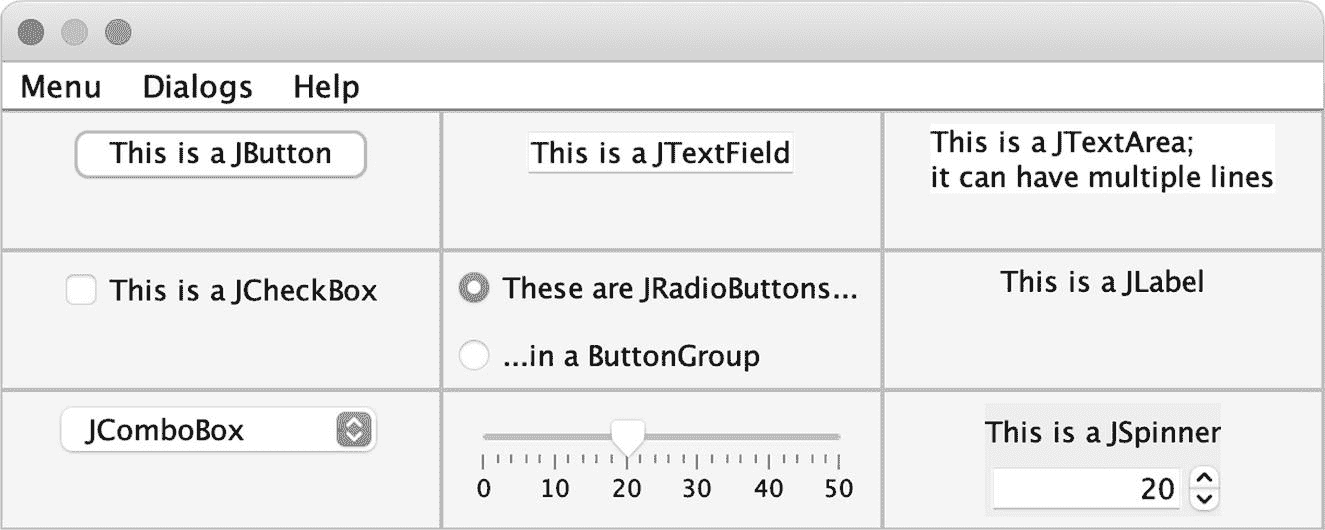 Menu Dialogs Help
This is a JButton
This is a JTextField
This is a JTextArea;
it can have multiple lines
This is a JCheckBox
These are JRadioButtons...
...in a ButtonGroup
This is a JLabel
JComboBox
0 10 20 30 40 50
This is a JSpinner
20